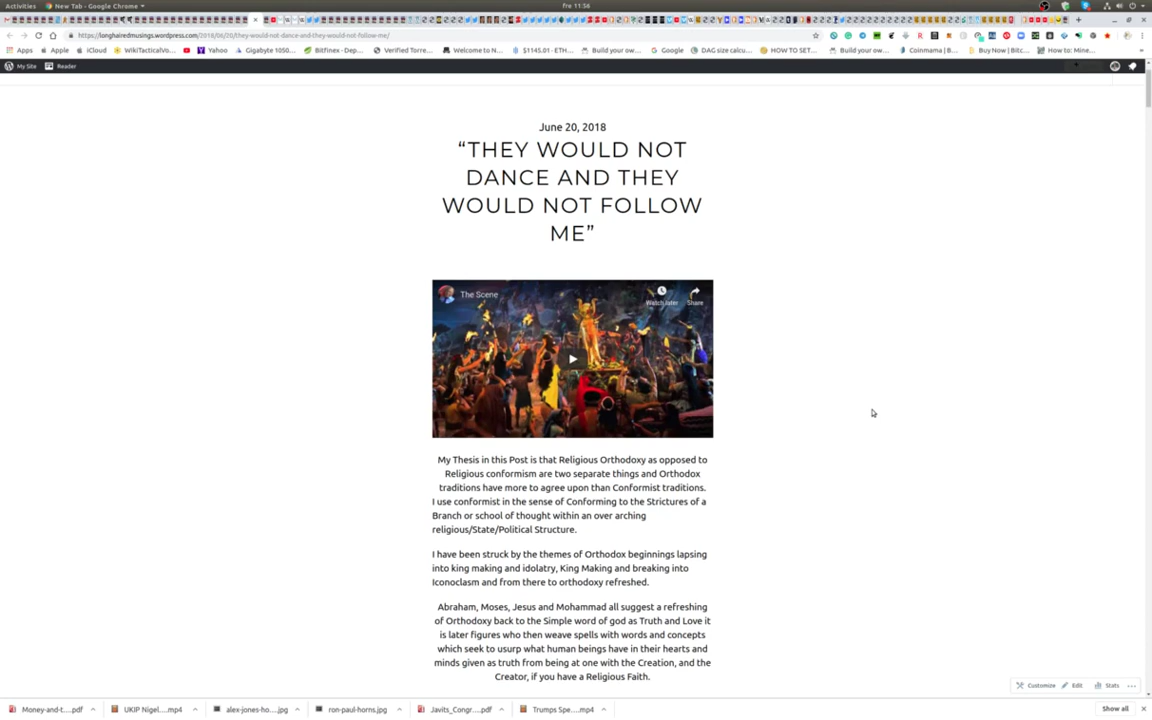 Activities
New Tab - Google Chrome
Fre 11:56
https://longhairedmusings.wordpress.com/2018/06/20/they-would-not-dance-and-they-would-not-follow-me/
Apps Apple iCloud WikiTacticalVo... Yahoo Gigabyte 1050... Bitfinex - Dep... Verified Torre... Welcome to N... $1145.01 - ETH... Build your ow... Google DAG size calcu... HOW TO SET... Build your ow... Coinmama Buy Now | Bitc... How to: Mine...
My Site Reader
June 20, 2018
“THEY WOULD NOT
DANCE AND THEY
WOULD NOT FOLLOW
ME”
The Scene
Watch later Share
My Thesis in this Post is that Religious Orthodoxy as opposed to
Religious conformism are two separate things and Orthodox
traditions have more to agree upon than Conformist traditions.
I use conformist in the sense of Conforming to the Strictures of a
Branch or school of thought within an over arching
religious/State/Political Structure.
I have been struck by the themes of Orthodox beginnings lapsing
into king making and idolatry, King Making and breaking into
Iconoclasm and from there to orthodoxy refreshed.
Abraham, Moses, Jesus and Mohammad all suggest a refreshing
of Orthodoxy back to the Simple word of god as Truth and Love it
is later figures who then weave spells with words and concepts
which seek to usurp what human beings have in their hearts and
minds given as truth from being at one with the Creation, and the
Creator, if you have a Religious Faith.
Customize Edit Stats
Money-and-t....pdf UKIP Nigel....mp4 alex-jones-ho....jpg ron-paul-horns.jpg Javits_Congr....pdf Trumps Spe....mp4 Show all